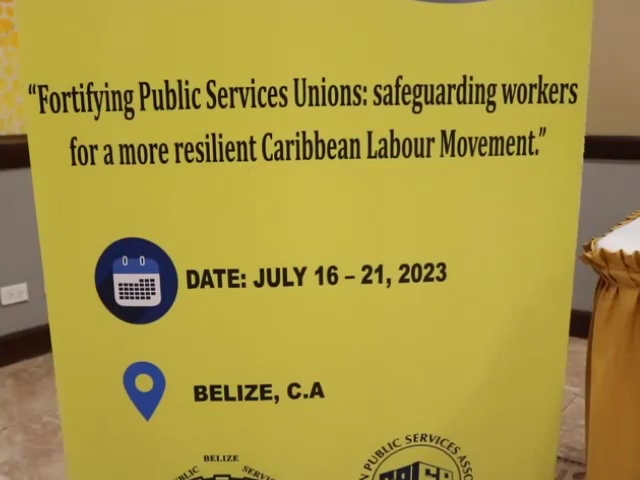 “Fortifying Public Services Unions: safeguarding workers
for a more resilient Caribbean Labour Movement.”
DATE: JULY 16 – 21, 2023
BELIZE, C.A
BELIZE
PUBLIC SERVICES